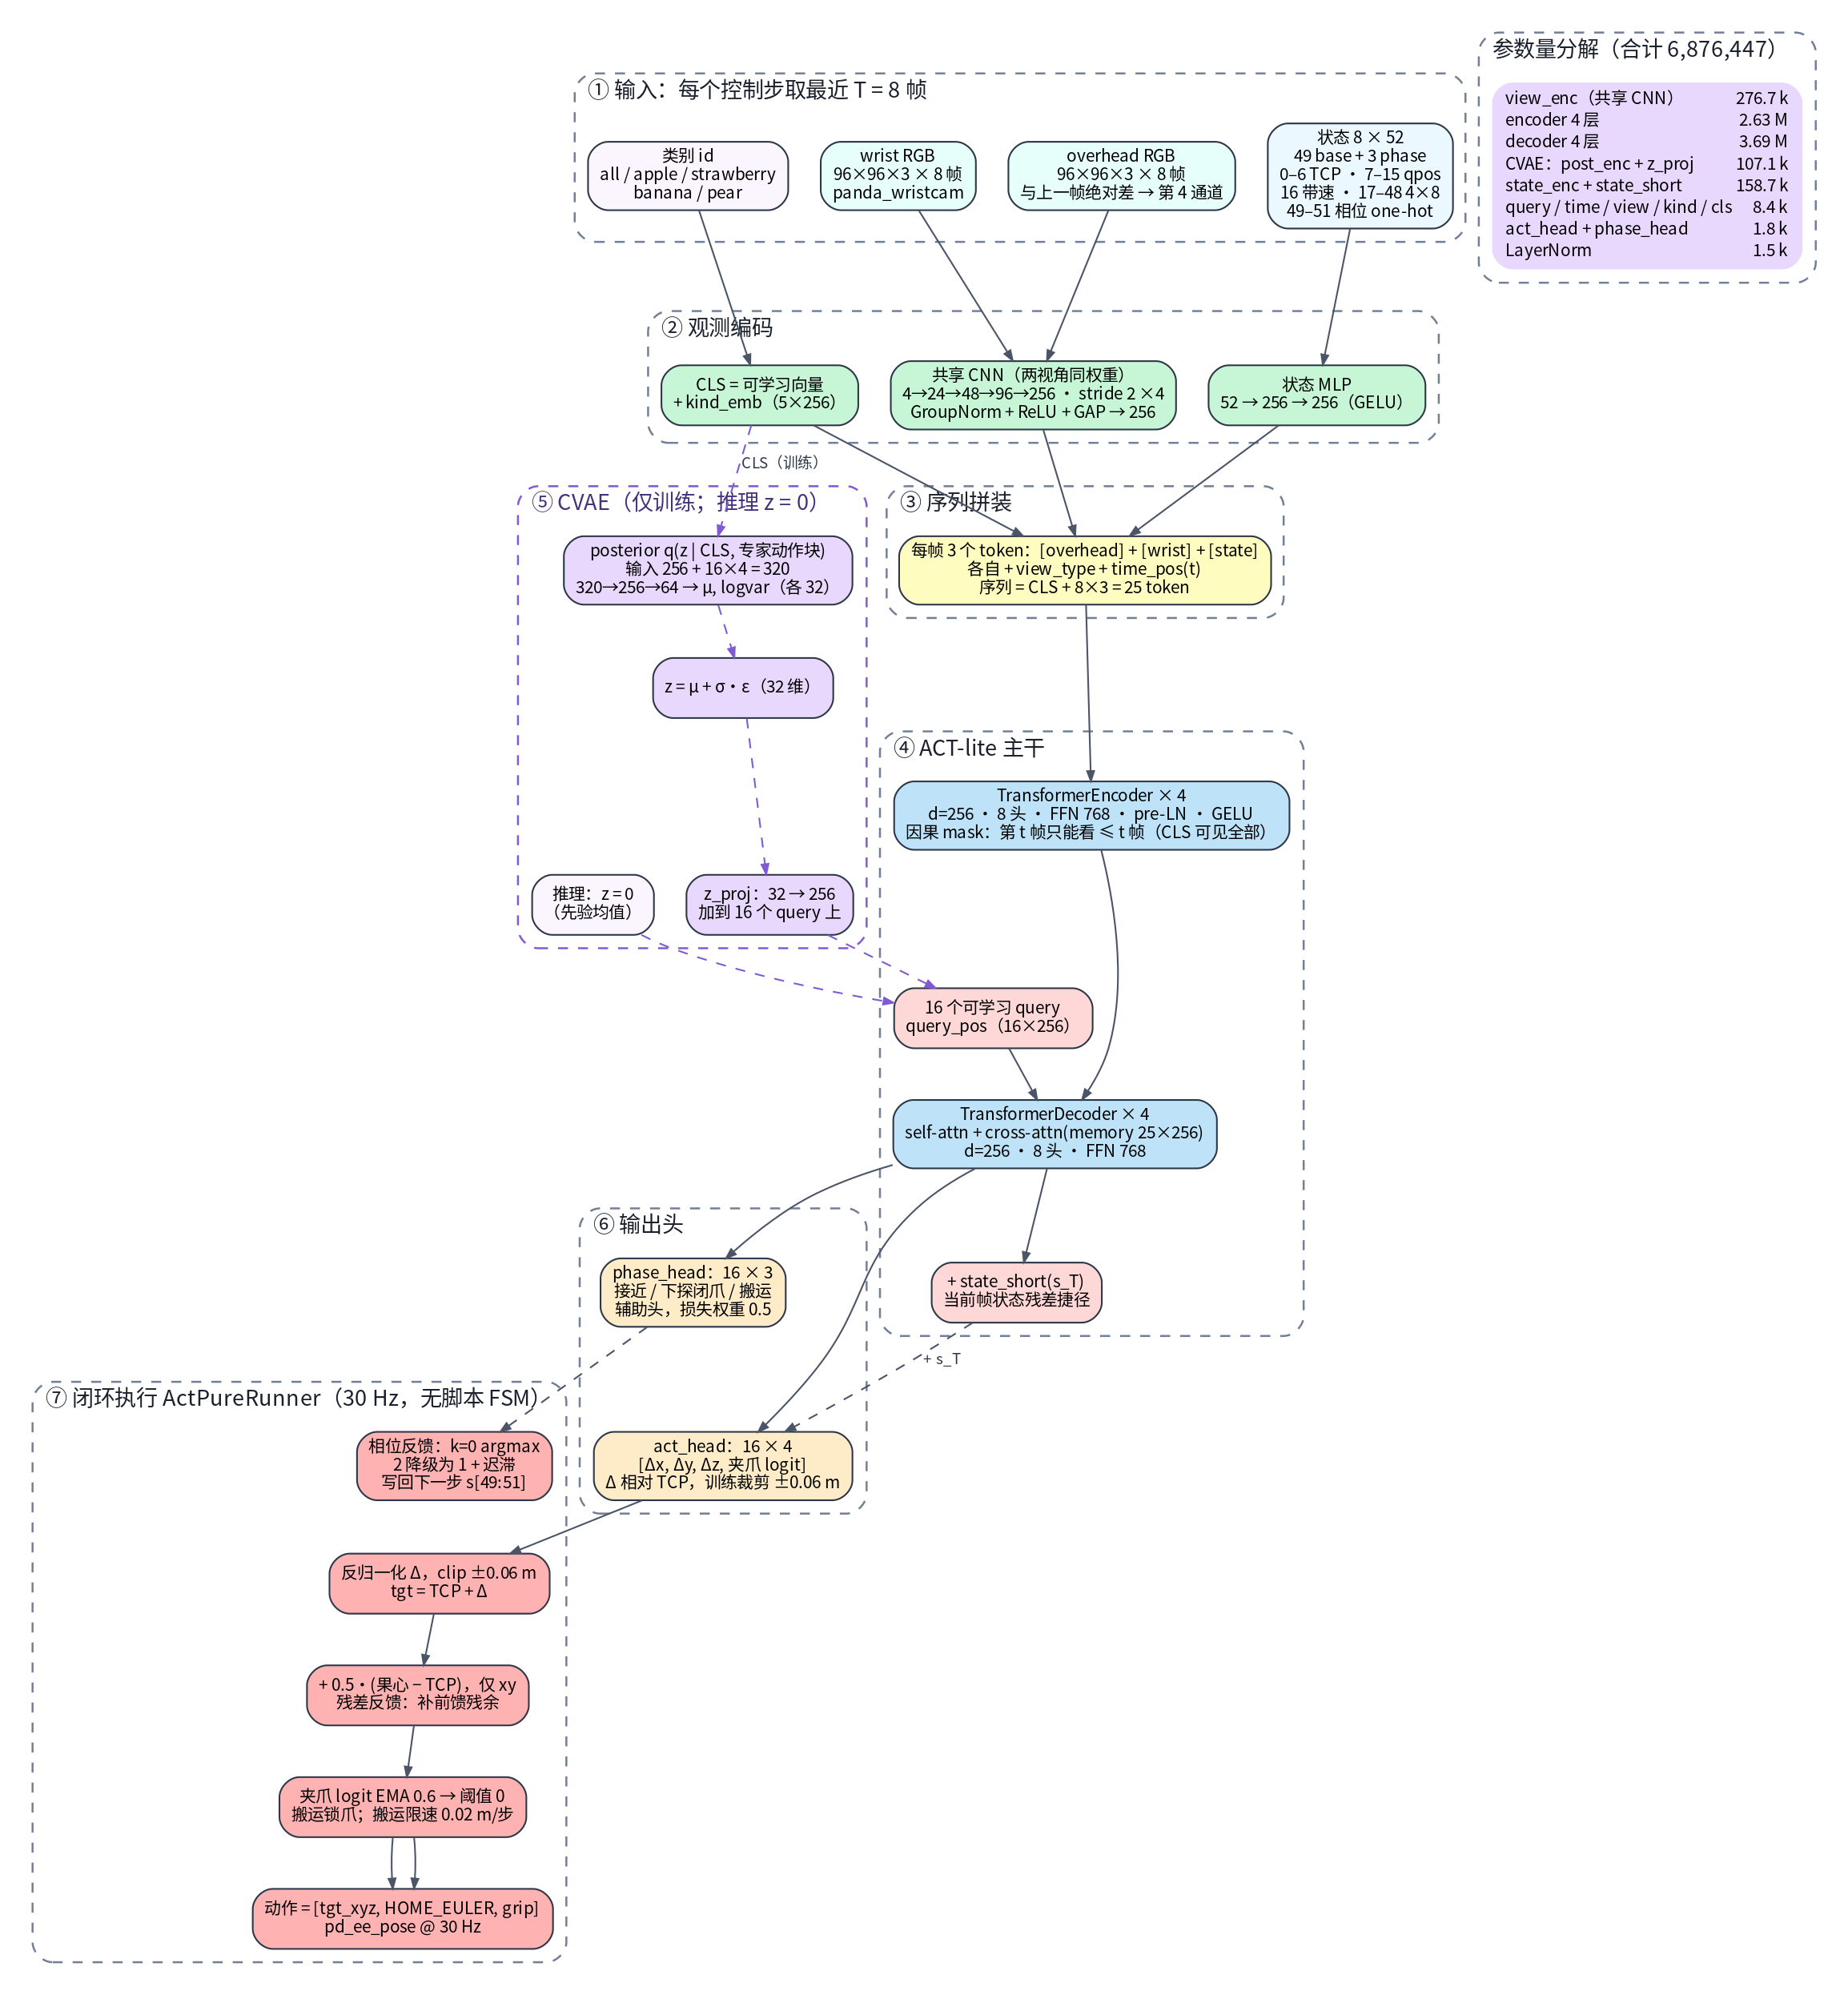 参数量分解（合计 6,876,447）
view_enc（共享 CNN） 276.7 k
encoder 4 层 2.63 M
decoder 4 层 3.69 M
CVAE：post_enc + z_proj 107.1 k
state_enc + state_short 158.7 k
query / time / view / kind / cls 8.4 k
act_head + phase_head 1.8 k
LayerNorm 1.5 k
① 输入：每个控制步取最近 T = 8 帧
类别 id
all / apple / strawberry
banana / pear
wrist RGB
96×96×3 × 8 帧
panda_wristcam
overhead RGB
96×96×3 × 8 帧
与上一帧绝对差 → 第 4 通道
状态 8 × 52
49 base + 3 phase
0–6 TCP · 7–15 qpos
16 带速 · 17–48 4×8
49–51 相位 one-hot
② 观测编码
CLS = 可学习向量
+ kind_emb（5×256）
共享 CNN（两视角同权重）
4→24→48→96→256 · stride 2 ×4
GroupNorm + ReLU + GAP → 256
状态 MLP
52 → 256 → 256（GELU）
CLS（训练）
⑤ CVAE（仅训练；推理 z = 0）
posterior q(z | CLS, 专家动作块)
输入 256 + 16×4 = 320
320→256→64 → μ, logvar（各 32）
z = μ + σ·ε（32 维）
推理：z = 0
（先验均值）
z_proj：32 → 256
加到 16 个 query 上
③ 序列拼装
每帧 3 个 token：[overhead] + [wrist] + [state]
各自 + view_type + time_pos(t)
序列 = CLS + 8×3 = 25 token
④ ACT-lite 主干
TransformerEncoder × 4
d=256 · 8 头 · FFN 768 · pre-LN · GELU
因果 mask：第 t 帧只能看 ≤ t 帧（CLS 可见全部）
16 个可学习 query
query_pos（16×256）
TransformerDecoder × 4
self-attn + cross-attn(memory 25×256)
d=256 · 8 头 · FFN 768
+ state_short(s_T)
当前帧状态残差捷径
+ s_T
⑥ 输出头
phase_head：16 × 3
接近 / 下探闭爪 / 搬运
辅助头，损失权重 0.5
act_head：16 × 4
[Δx, Δy, Δz, 夹爪 logit]
Δ 相对 TCP，训练裁剪 ±0.06 m
⑦ 闭环执行 ActPureRunner（30 Hz，无脚本 FSM）
相位反馈：k=0 argmax
2 降级为 1 + 迟滞
写回下一步 s[49:51]
反归一化 Δ，clip ±0.06 m
tgt = TCP + Δ
+ 0.5·(果心 − TCP)，仅 xy
残差反馈：补前馈残余
夹爪 logit EMA 0.6 → 阈值 0
搬运锁爪；搬运限速 0.02 m/步
动作 = [tgt_xyz, HOME_EULER, grip]
pd_ee_pose @ 30 Hz